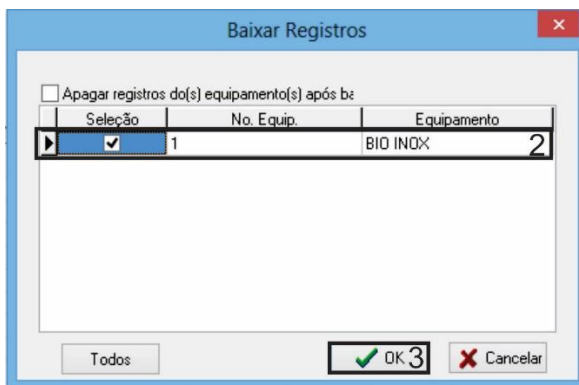 Baixar Registros
Apagar registros do(s) equipamento(s) após ba
Seleção No. Equip. Equipamento
1 BIO INOX 2
Todos OK 3 Cancelar